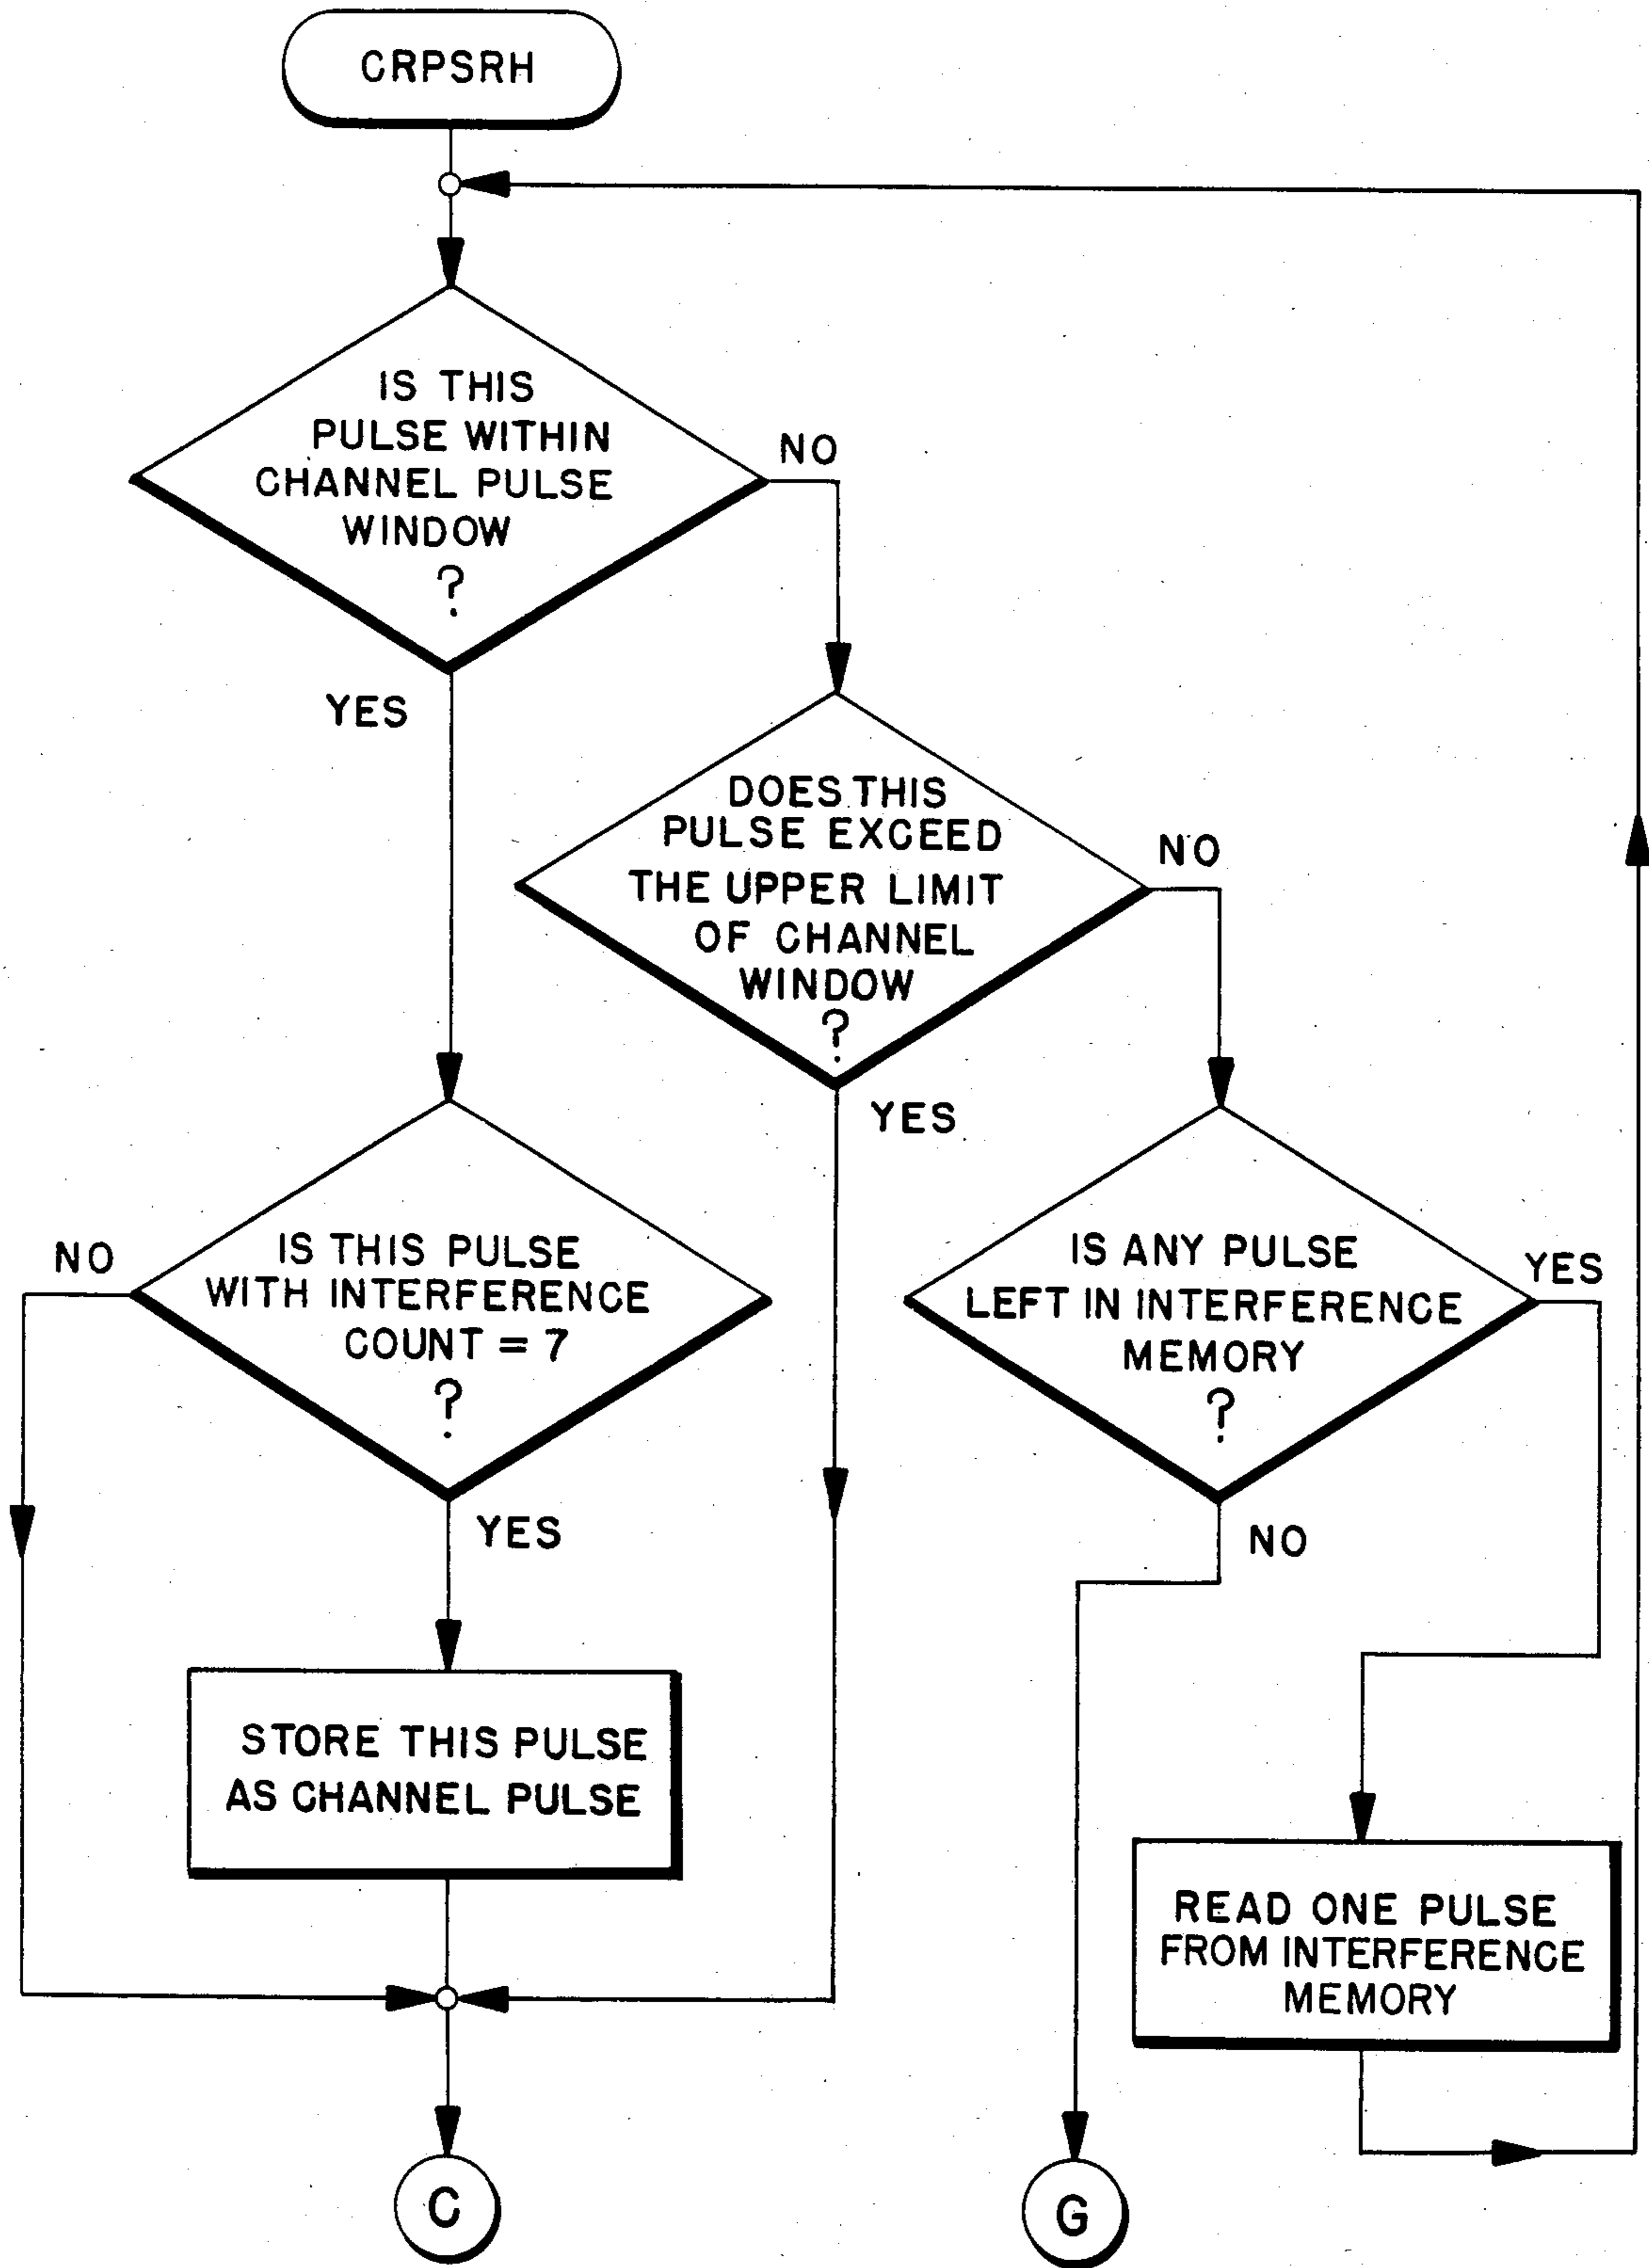 CRPSRH
IS THIS
PULSE WITHIN
CHANNEL PULSE
WINDOW
?
NO
YES
DOES THIS
PULSE EXCEED
THE UPPER LIMIT
OF CHANNEL
WINDOW
?
NO
YES
IS THIS PULSE
WITH INTERFERENCE
COUNT = 7
?
NO
YES
IS ANY PULSE
LEFT IN INTERFERENCE
MEMORY
?
YES
NO
STORE THIS PULSE
AS CHANNEL PULSE
READ ONE PULSE
FROM INTERFERENCE
MEMORY
C
G